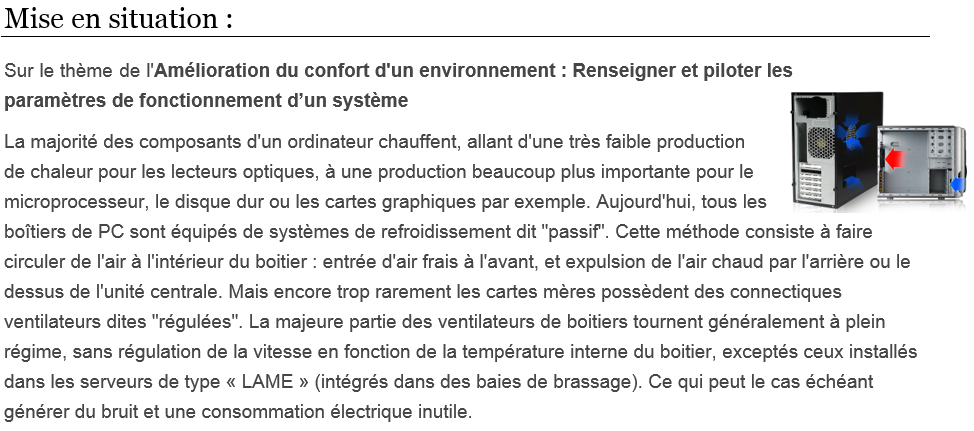 Mise en situation :
Sur le thème de l'Amélioration du confort d'un environnement : Renseigner et piloter les
paramètres de fonctionnement d’un système
La majorité des composants d'un ordinateur chauffent, allant d'une très faible production
de chaleur pour les lecteurs optiques, à une production beaucoup plus importante pour le
microprocesseur, le disque dur ou les cartes graphiques par exemple. Aujourd'hui, tous les
boîtiers de PC sont équipés de systèmes de refroidissement dit "passif". Cette méthode consiste à faire
circuler de l'air à l'intérieur du boitier : entrée d'air frais à l'avant, et expulsion de l'air chaud par l'arrière ou le
dessus de l'unité centrale. Mais encore trop rarement les cartes mères possèdent des connectiques
ventilateurs dites "régulées". La majeure partie des ventilateurs de boitiers tournent généralement à plein
régime, sans régulation de la vitesse en fonction de la température interne du boitier, exceptés ceux installés
dans les serveurs de type « LAME » (intégrés dans des baies de brassage). Ce qui peut le cas échéant
générer du bruit et une consommation électrique inutile.